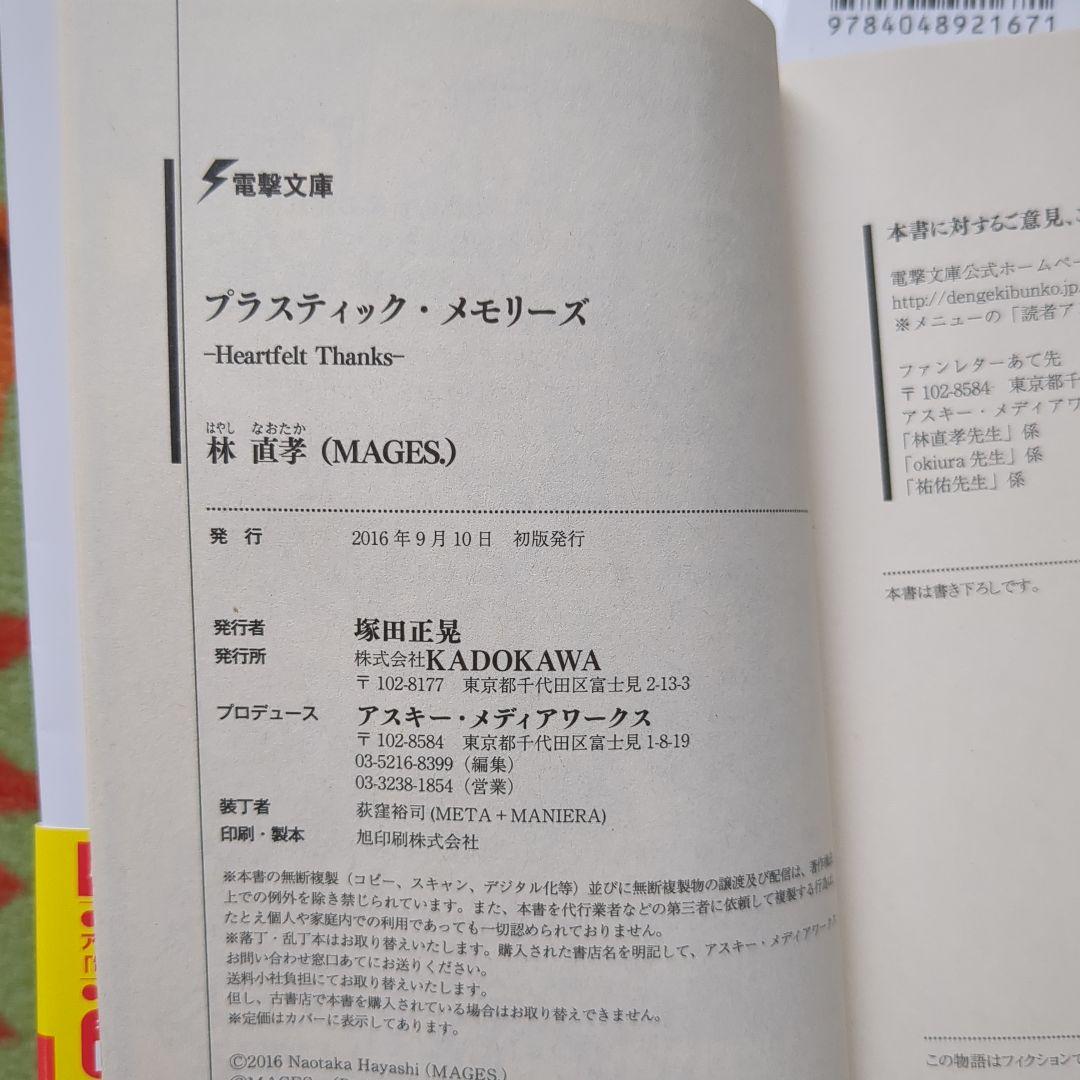 9784048921671
電撃文庫
プラスティック・メモリーズ
-Heartfelt Thanks-
はやし なおたか
林 直孝 (MAGES.)
発 行 2016 年 9 月 10 日 初版発行
発行者 塚田正晃
発行所 株式会社KADOKAWA
〒 102-8177 東京都千代田区富士見 2-13-3
プロデュース アスキー・メディアワークス
〒 102-8584 東京都千代田区富士見 1-8-19
03-5216-8399（編集）
03-3238-1854（営業）
装丁者 荻窪裕司 (META + MANIERA)
印刷・製本 旭印刷株式会社
※本書の無断複製（コピー、スキャン、デジタル化等）並びに無断複製物の譲渡及び配信は、著作権法
上での例外を除き禁じられています。また、本書を代行業者などの第三者に依頼して複製する行為は、
たとえ個人や家庭内での利用であっても一切認められておりません。
※落丁・乱丁本はお取り替えいたします。購入された書店名を明記して、アスキー・メディアワークス
お問い合わせ窓口あてにお送りください。
送料小社負担にてお取り替えいたします。
但し、古書店で本書を購入されている場合はお取り替えできません。
※定価はカバーに表示してあります。
©2016 Naotaka Hayashi (MAGES.)
本書に対するご意見、
電撃文庫公式ホームペー
http://dengekibunko.jp
※メニューの「読者ア
ファンレターあて先
〒 102-8584 東京都千
アスキー・メディアワ
「林直孝先生」係
「okiura 先生」係
「祐佑先生」係
本書は書き下ろしです。
この物語はフィクションで